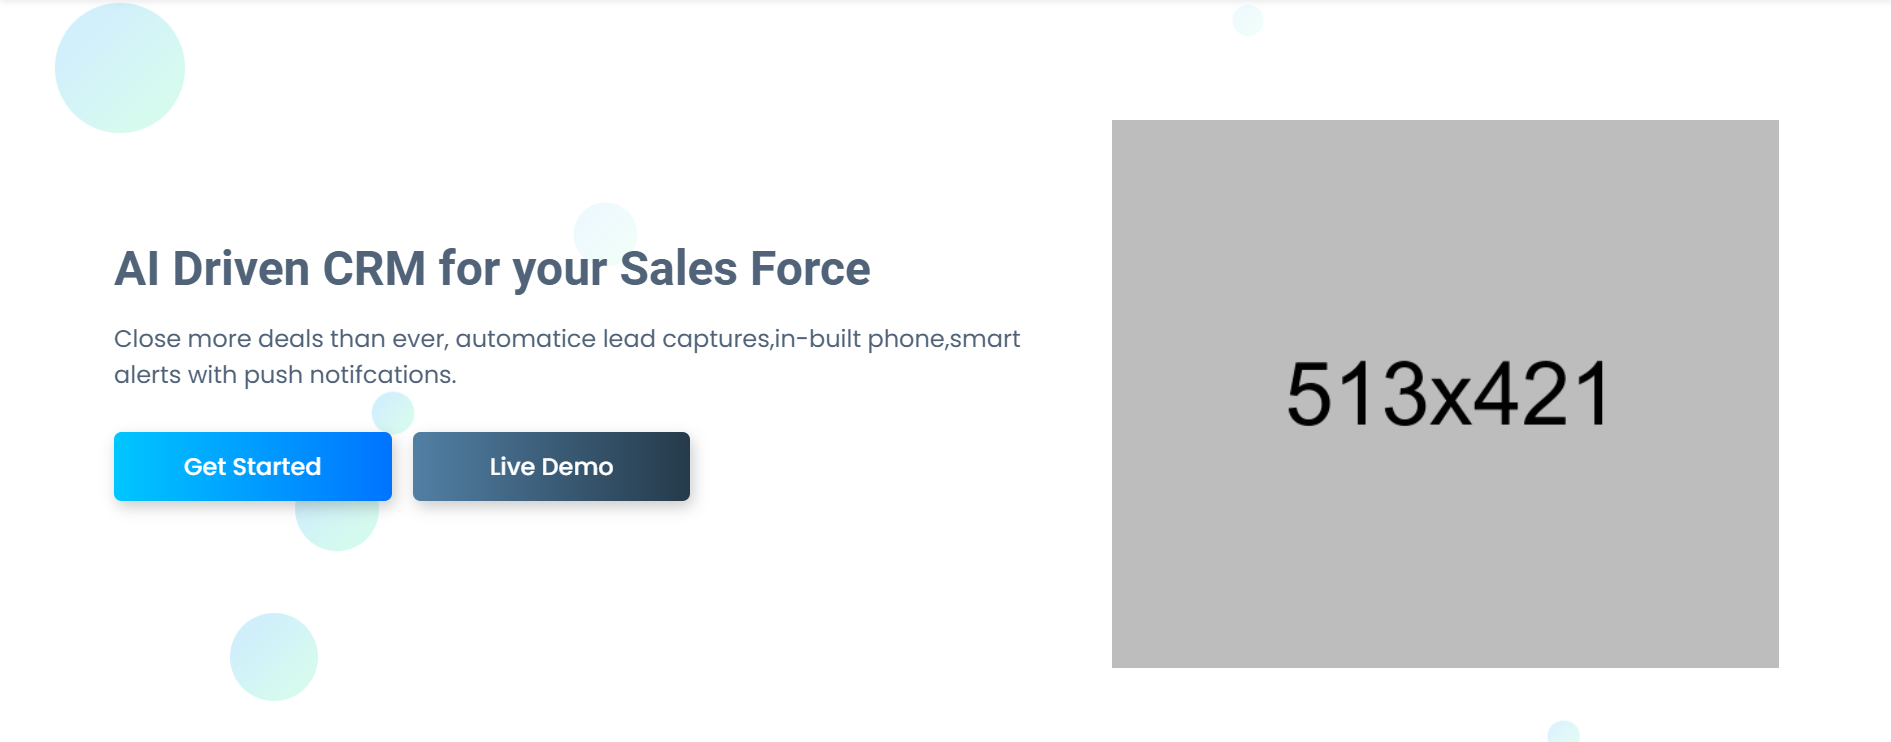 AI Driven CRM for your Sales Force
Close more deals than ever, automatice lead captures,in-built phone,smart
alerts with push notifcations.
Get Started
Live Demo
513x421